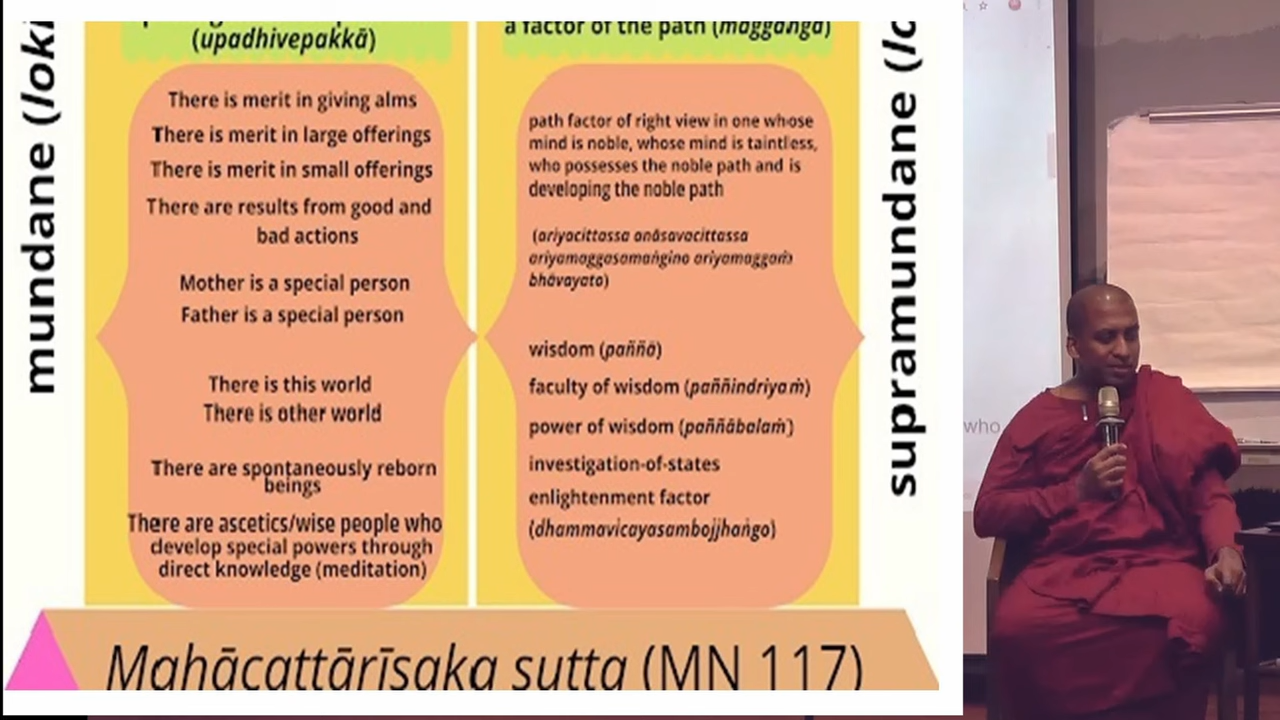 mundane (loki
(upadhivepakkā)
There is merit in giving alms
There is merit in large offerings
There is merit in small offerings
There are results from good and
bad actions
Mother is a special person
Father is a special person
There is this world
There is other world
There are spontaneously reborn
beings
There are ascetics/wise people who
develop special powers through
direct knowledge (meditation)
a factor of the path (maggaṅga)
path factor of right view in one whose
mind is noble, whose mind is taintless,
who possesses the noble path and is
developing the noble path
(ariyacittassa anāsavacittassa
ariyamaggasamaṅgino ariyamaggaṁ
bhāvayato)
wisdom (paññā)
faculty of wisdom (paññindriyaṁ)
power of wisdom (paññābalaṁ)
investigation-of-states
enlightenment factor
(dhammavicayasambojjhaṅgo)
supramundane (lo
Mahācattārīsaka sutta (MN 117)
who